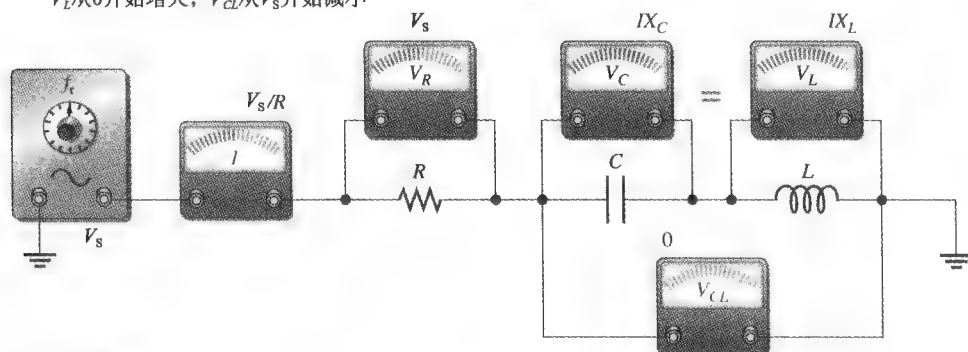 V_L从0开始增大，V_CL从V_S开始减小
V_S IX_C IX_L
f_r V_S/R V_R V_C = V_L
I R C L
V_S 0
V_CL